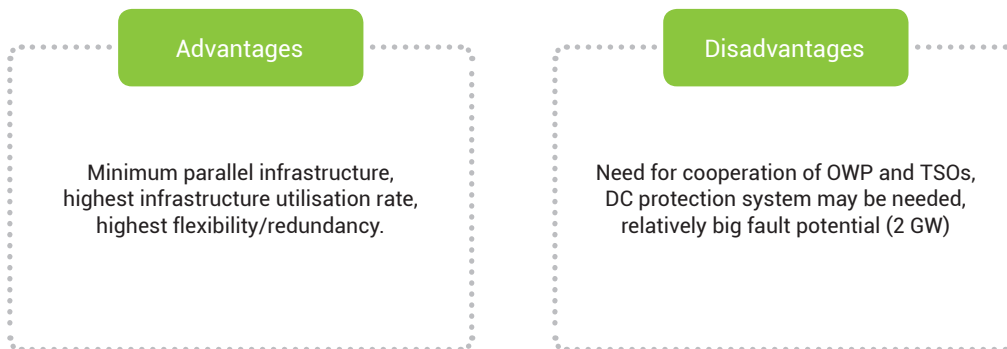 Advantages
Minimum parallel infrastructure,
highest infrastructure utilisation rate,
highest flexibility/redundancy.
Disadvantages
Need for cooperation of OWP and TSOs,
DC protection system may be needed,
relatively big fault potential (2 GW)